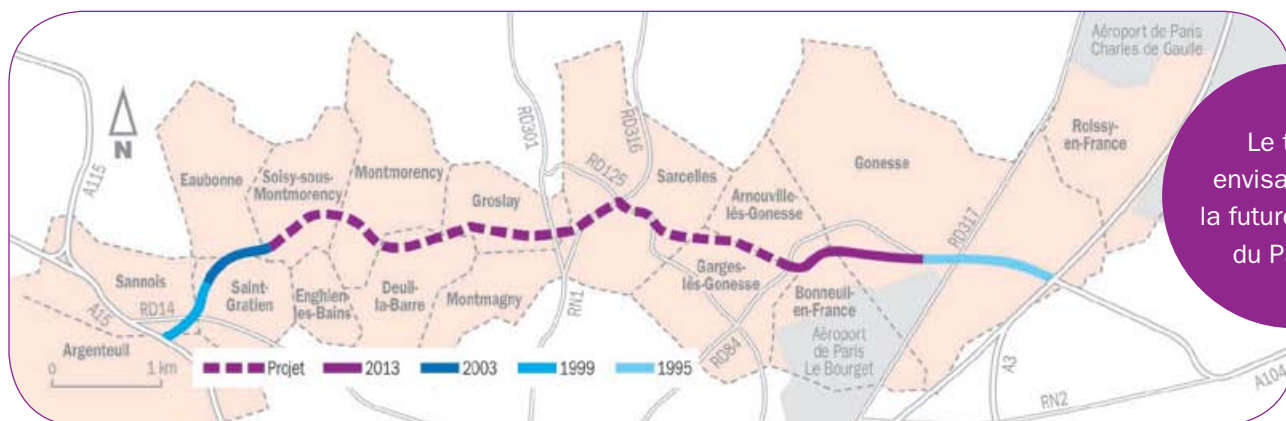 Aéroport de Paris
Charles de Gaulle
Roissy-
en-France
Le
envisa
la future
du P
N
A115
Eaubonne
Soisy-sous-
Montmorency
Montmorency
Groslay
RD301
RD125
RD316
Sarcelles
Arnouville-
lès-Gonesse
Gonesse
RD317
Sannois
RD14
A15
Argenteuil
Saint-
Gratien
Enghien-
les-Bains
Deuil-
la-Barre
Montmagny
RN1
Garges-
lès-Gonesse
Bonneuil-
en-France
Aéroport
de Paris
Le Bourget
RD84
A3
RN2
A104
0 1 km
Projet 2013 2003 1999 1995